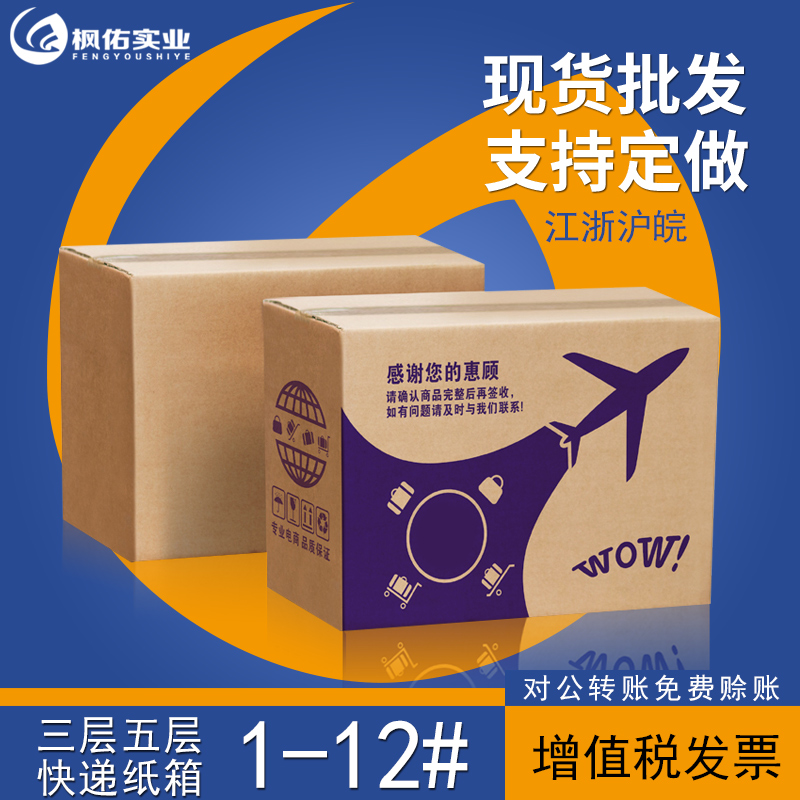 枫佑实业
FENGYOUSHIYE
现货批发
支持定做
江浙沪皖
感谢您的惠顾
请确认商品完整后再签收，
如有问题请及时与我们联系！
专业电商 品质保证
WOW!
对公转账免费赊账
三层五层
快递纸箱
1-12#
增值税发票